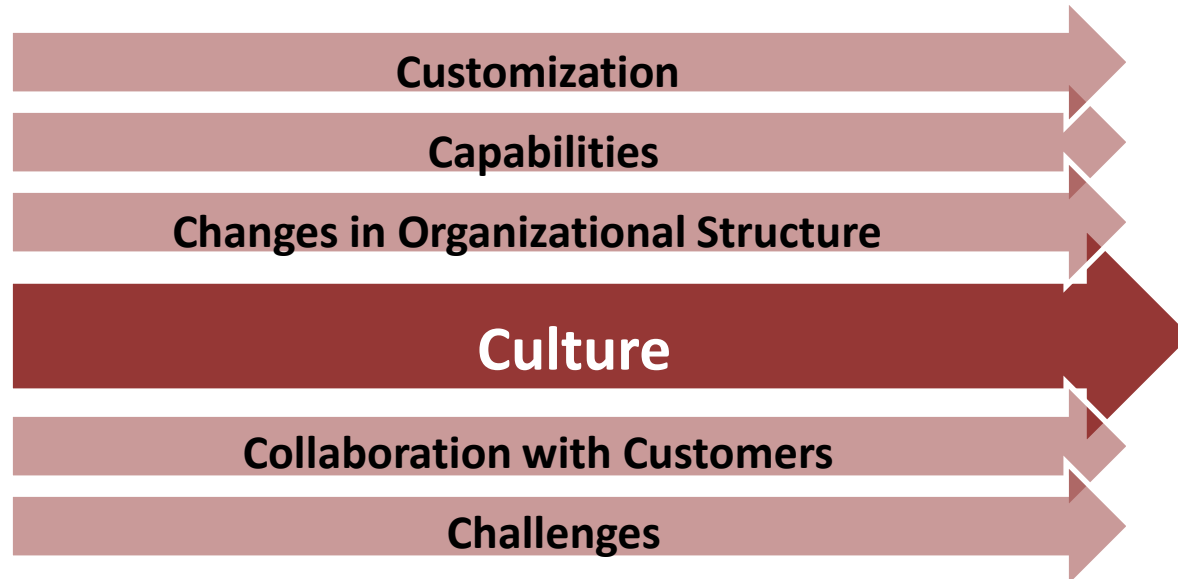 Customization
Capabilities
Changes in Organizational Structure
Culture
Collaboration with Customers
Challenges